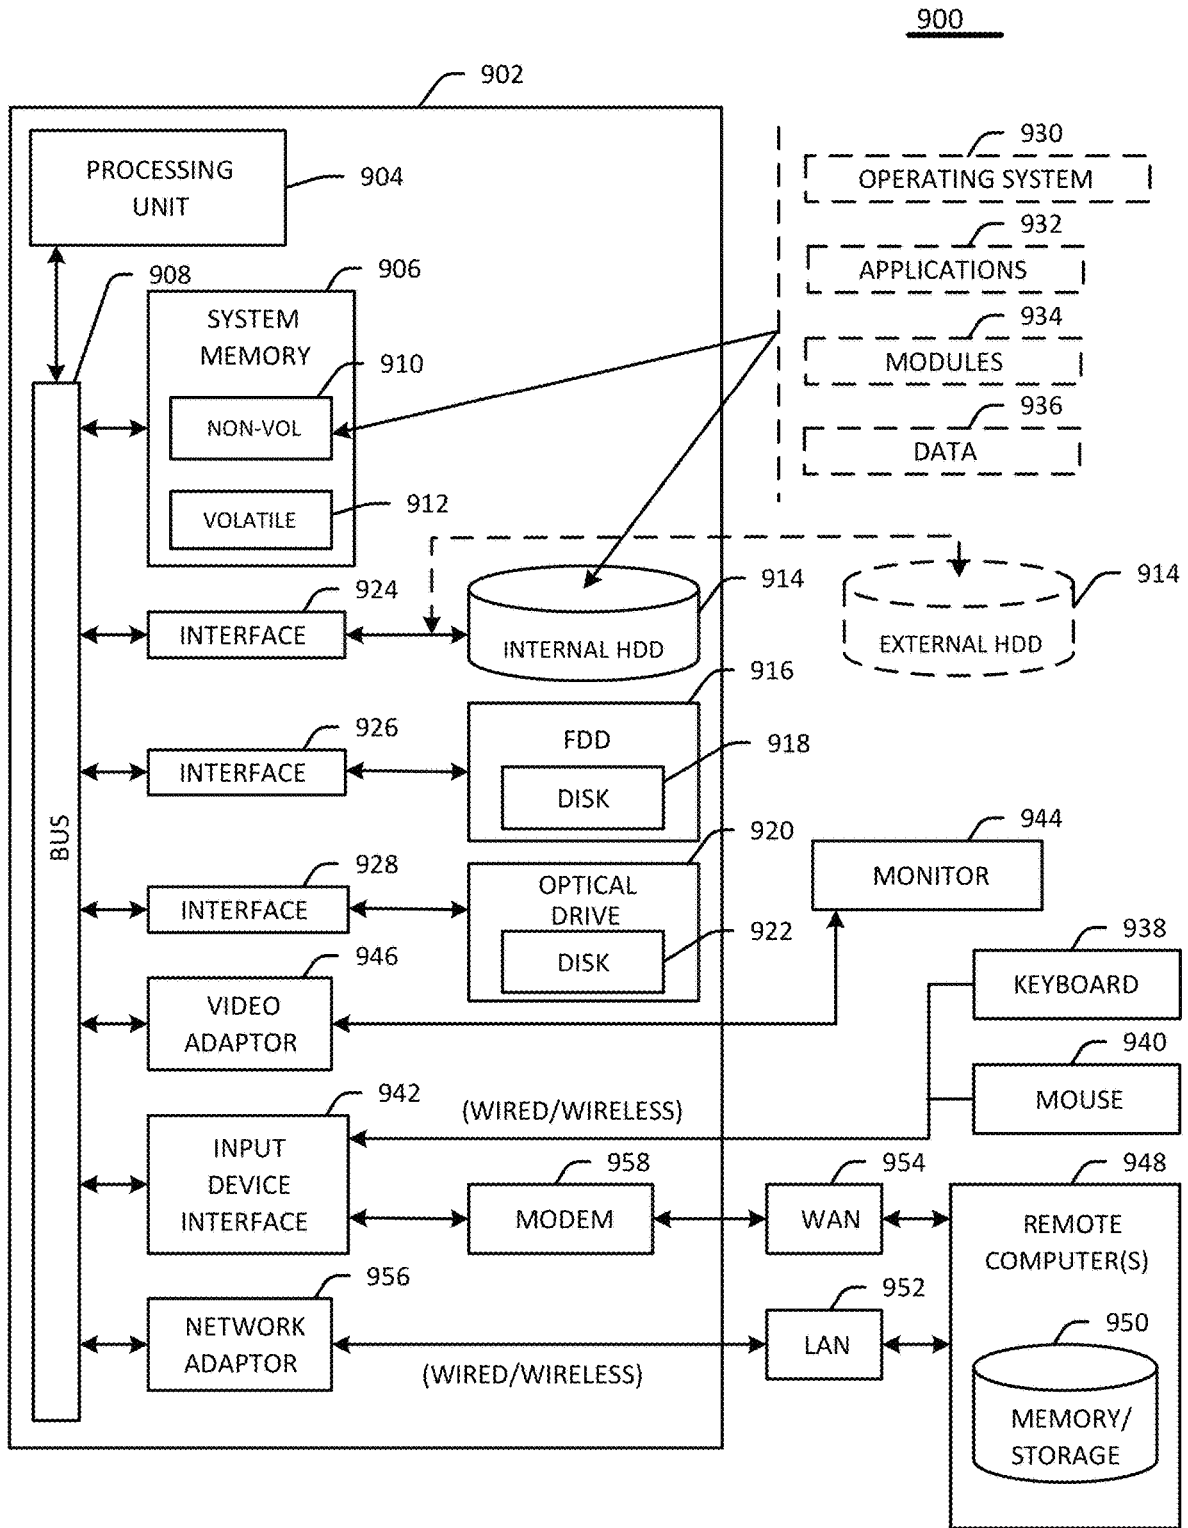 900
902
PROCESSING
UNIT
904
930
OPERATING SYSTEM
932
APPLICATIONS
934
MODULES
936
DATA
908
906
SYSTEM
MEMORY
910
NON-VOL
912
VOLATILE
924
INTERFACE
914
INTERNAL HDD
914
EXTERNAL HDD
916
FDD
926
INTERFACE
918
DISK
BUS
920
OPTICAL
DRIVE
928
INTERFACE
922
DISK
944
MONITOR
946
VIDEO
ADAPTOR
938
KEYBOARD
940
MOUSE
942
INPUT
DEVICE
INTERFACE
(WIRED/WIRELESS)
958
MODEM
954
WAN
948
REMOTE
COMPUTER(S)
956
NETWORK
ADAPTOR
(WIRED/WIRELESS)
952
LAN
950
MEMORY/
STORAGE